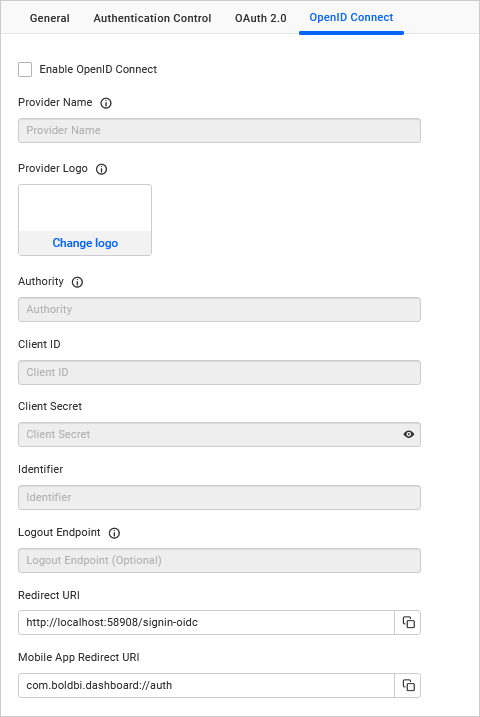 General Authentication Control OAuth 2.0 OpenID Connect
Enable OpenID Connect
Provider Name
Provider Name
Provider Logo
Change logo
Authority
Authority
Client ID
Client ID
Client Secret
Client Secret
Identifier
Identifier
Logout Endpoint
Logout Endpoint (Optional)
Redirect URI
http://localhost:58908/signin-oidc
Mobile App Redirect URI
com.boldbi.dashboard://auth